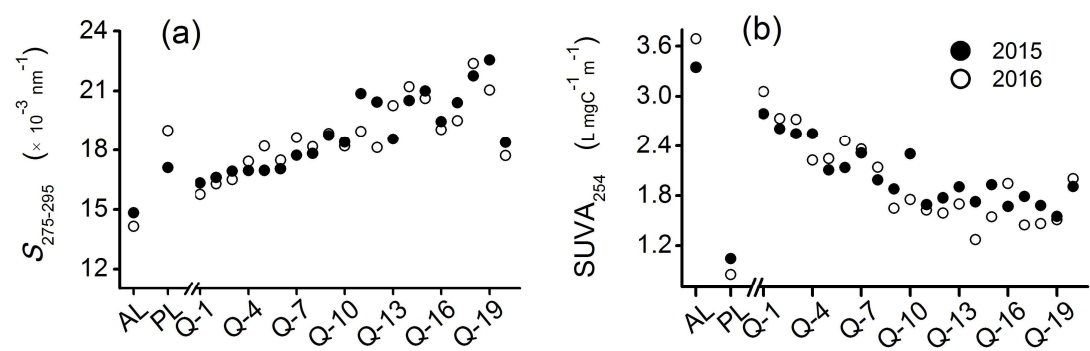 (a)
S275-295 (× 10-3 nm-1)
24
21
18
15
12
AL PL Q-1 Q-4 Q-7 Q-10 Q-13 Q-16 Q-19
(b)
SUVA254 (L mgC-1 m-1)
3.6
3.0
2.4
1.8
1.2
2015
2016
AL PL Q-1 Q-4 Q-7 Q-10 Q-13 Q-16 Q-19